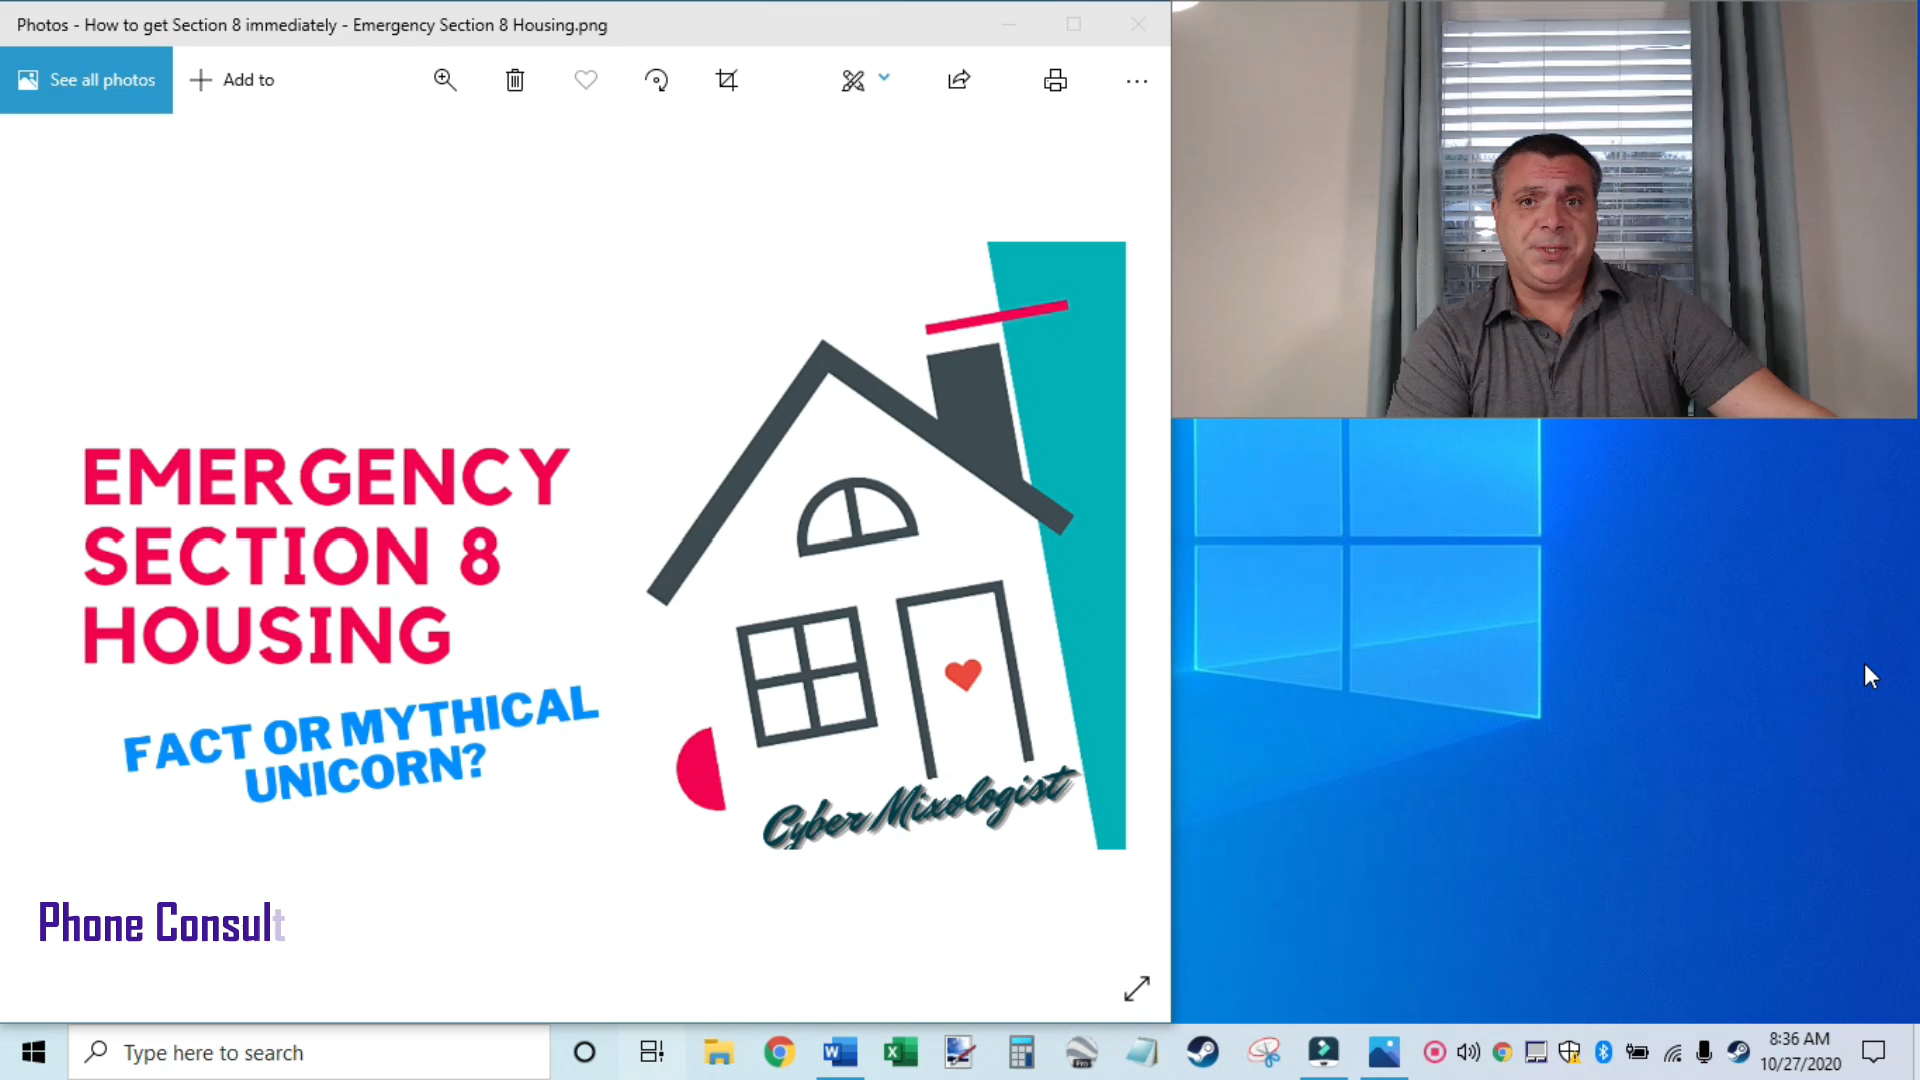 Photos - How to get Section 8 immediately - Emergency Section 8 Housing.png
See all photos
Add to
EMERGENCY
SECTION 8
HOUSING
FACT OR MYTHICAL
UNICORN?
Cyber Mixologist
Phone Consult
Type here to search
8:36 AM
10/27/2020